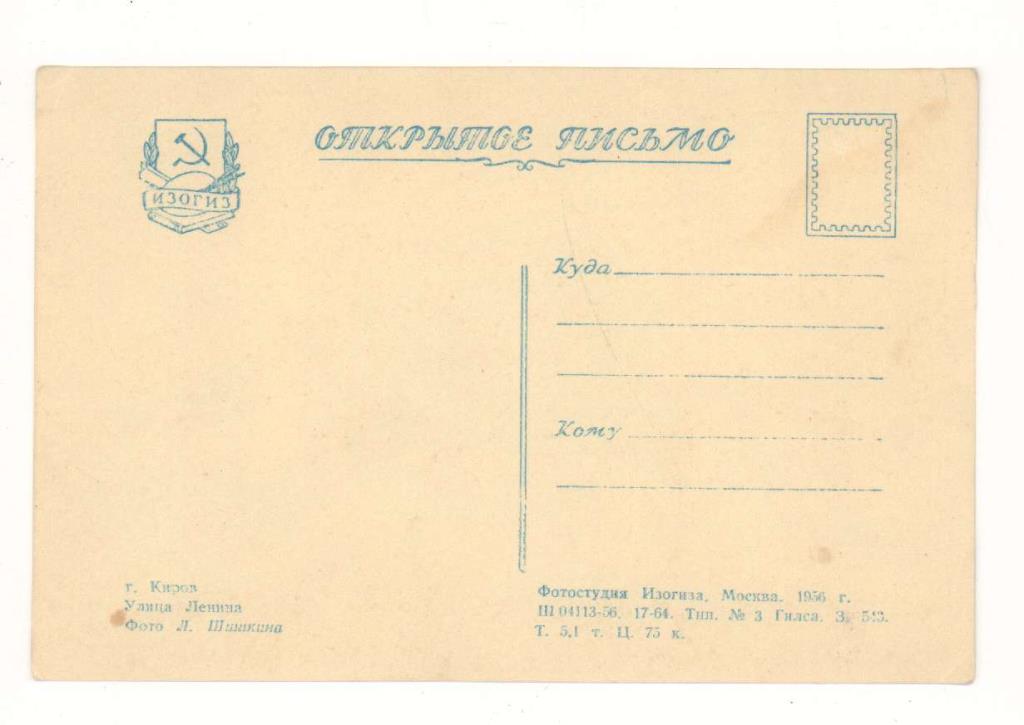 ОТКРЫТОЕ ПИСЬМО
ИЗОГИЗ
Куда
Кому
г. Киров
Улица Ленина
Фото Л. Шишкина
Фотостудия Изогиза. Москва. 1956 г.
Ш 04113-56. 17-64. Тип. № 3 Гилса. З.
Т. 5,1 т. Ц. 75 к.